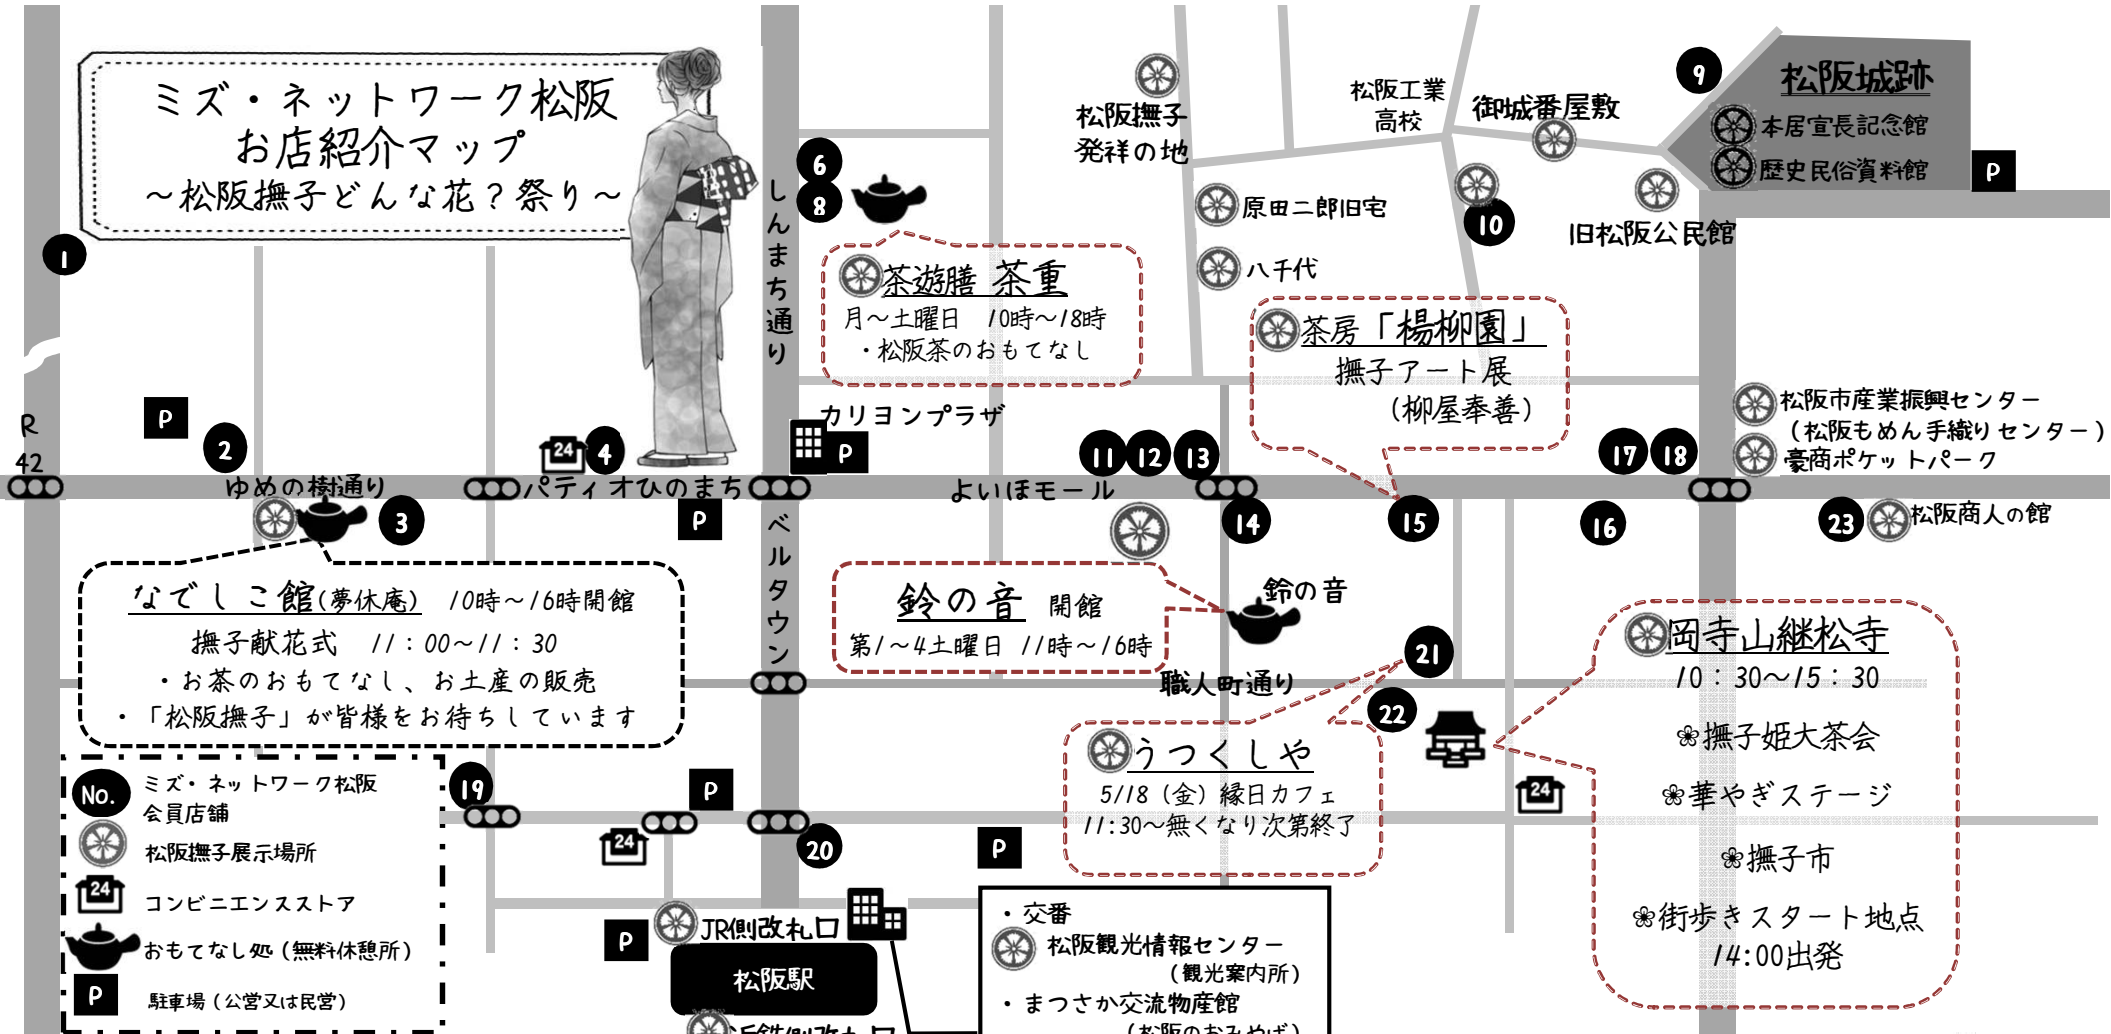 ミズ・ネットワーク松阪
お店紹介マップ
～松阪撫子どんな花？祭り～
1
R
42
P
2
ゆめの樹通り
3
24
4
パティオひのまち
P
しんまち通り
6
8
茶遊膳 茶重
月～土曜日 10時～18時
・松阪茶のおもてなし
カリヨンプラザ
P
松阪撫子
発祥の地
松阪工業
高校
御城番屋敷
9
松阪城跡
本居宣長記念館
歴史民俗資料館
P
原田二郎旧宅
八千代
10
旧松阪公民館
茶房「楊柳園」
撫子アート展
（柳屋奉善）
松阪市産業振興センター
（松阪もめん手織りセンター）
豪商ポケットパーク
よいほモール
11
12
13
14
15
16
17
18
23
松阪商人の館
なでしこ館(夢休庵) 10時～16時開館
撫子献花式 11：00～11：30
・お茶のおもてなし、お土産の販売
・「松阪撫子」が皆様をお待ちしています
ベルタウン
鈴の音 開館
第1～4土曜日 11時～16時
鈴の音
職人町通り
21
22
うつくしや
5/18（金）縁日カフェ
11:30～無くなり次第終了
岡寺山継松寺
10：30～15：30
❀撫子姫大茶会
❀華やぎステージ
❀撫子市
❀街歩きスタート地点
14:00出発
24
No.
ミズ・ネットワーク松阪
会員店舗
松阪撫子展示場所
24
コンビニエンスストア
おもてなし処（無料休憩所）
P
駐車場（公営又は民営）
19
P
24
20
P
P
JR側改札口
松阪駅
近鉄側改札口
・交番
松阪観光情報センター
（観光案内所）
・まつさか交流物産館
（松阪のおみやげ）